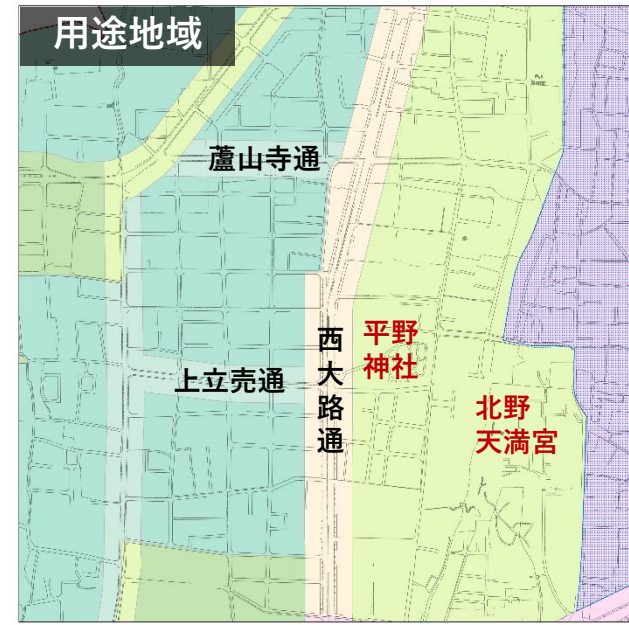 用途地域
蘆山寺通
上立売通
西大路通
平野
神社
北野
天満宮